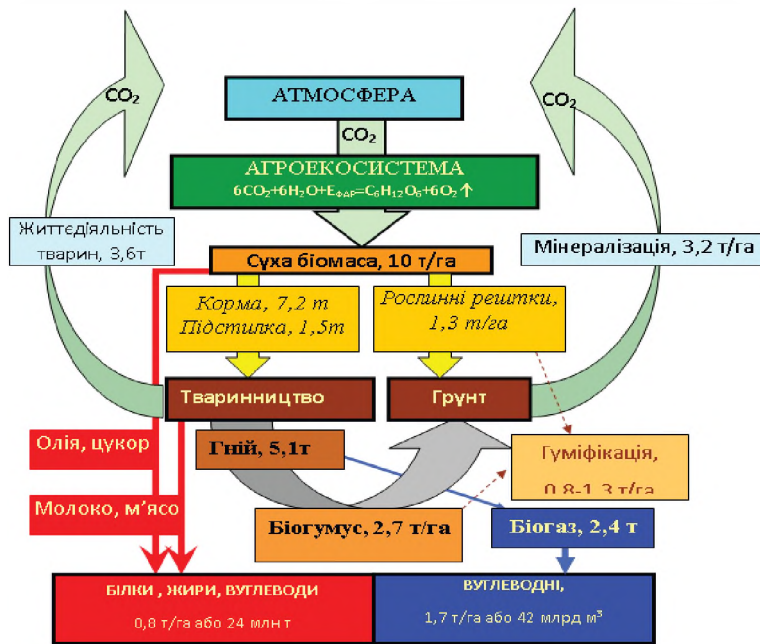 CO₂
CO₂
АТМОСФЕРА
CO₂
АГРОЕКОСИСТЕМА
6CO₂+6H₂O+EФАР=C₆H₁₂O₆+6O₂↑
Життєдіяльність
тварин, 3,6т
Мінералізація, 3,2 т/га
Суха біомаса, 10 т/га
Корма, 7,2 т
Підстилка, 1,5т
Рослинні рештки,
1,3 т/га
Тваринництво
Грунт
Олія, цукор
Гній, 5,1т
Гуміфікація,
0,8-1,3 т/га
Молоко, м’ясо
Біогумус, 2,7 т/га
Біогаз, 2,4 т
БІЛКИ , ЖИРИ, ВУГЛЕВОДИ
0,8 т/га або 24 млн т
ВУГЛЕВОДНІ,
1,7 т/га або 42 млрд м³